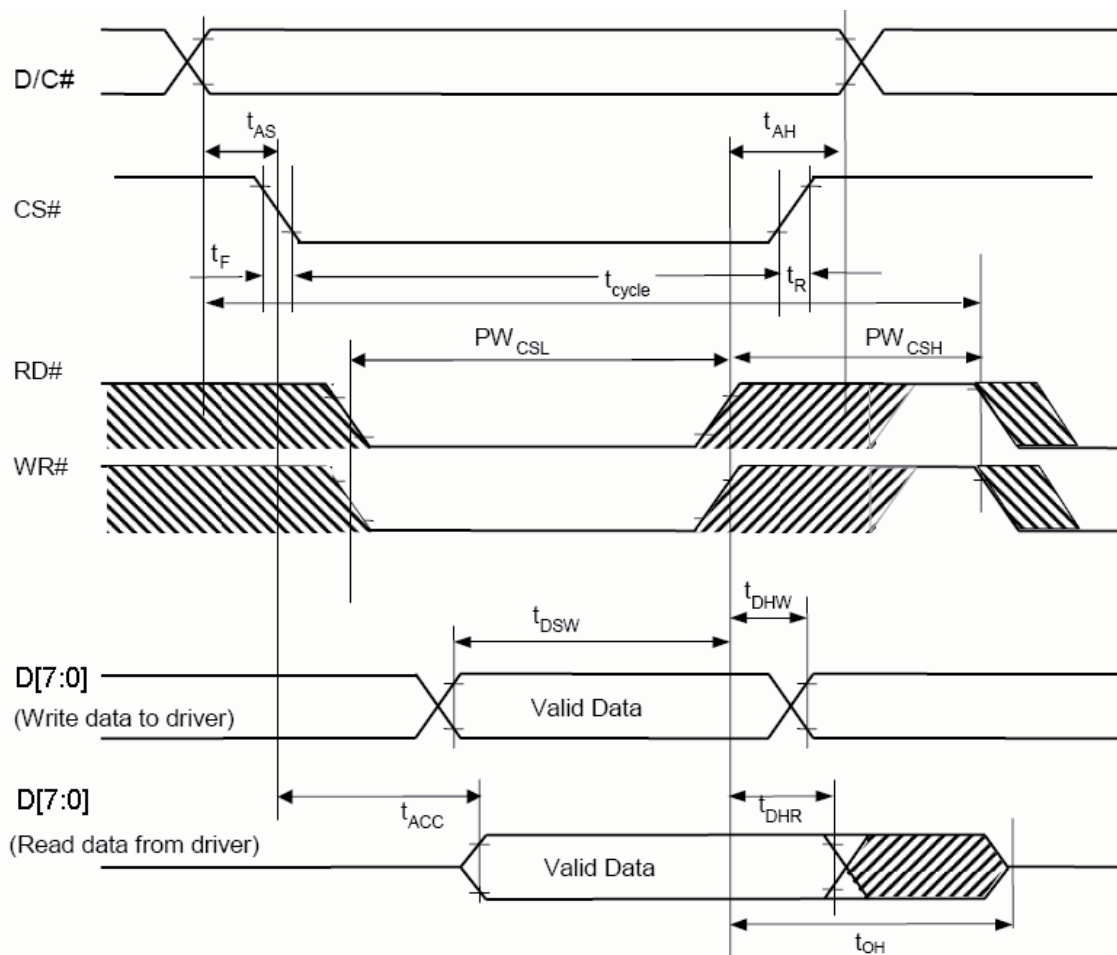 D/C#
tAS
tAH
CS#
tF
tcycle
tR
PWCSL
PWCSH
RD#
WR#
tDHW
tDSW
D[7:0]
(Write data to driver)
Valid Data
D[7:0]
(Read data from driver)
tACC
tDHR
Valid Data
tOH